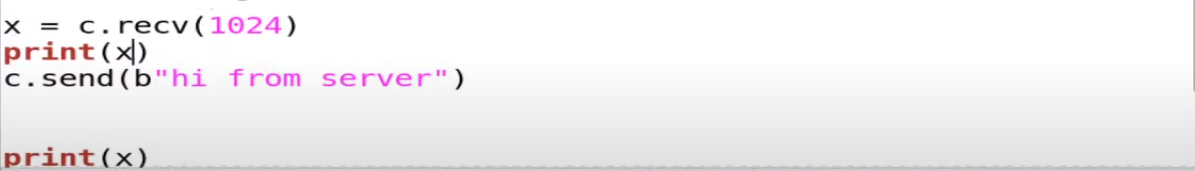 x = c.recv(1024)
print(x)
c.send(b"hi from server")
print(x)